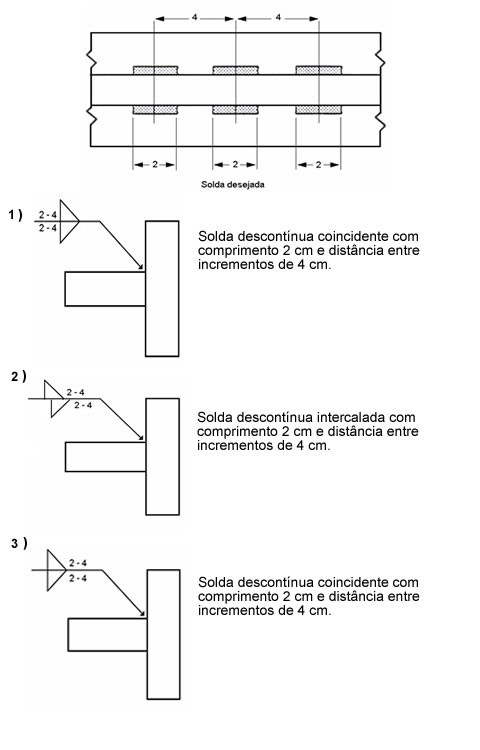 4 4
2 2 2
Solda desejada
1 )
2 - 4
2 - 4
Solda descontínua coincidente com
comprimento 2 cm e distância entre
incrementos de 4 cm.
2 )
2 - 4
2 - 4
Solda descontínua intercalada com
comprimento 2 cm e distância entre
incrementos de 4 cm.
3 )
2 - 4
2 - 4
Solda descontínua coincidente com
comprimento 2 cm e distância entre
incrementos de 4 cm.